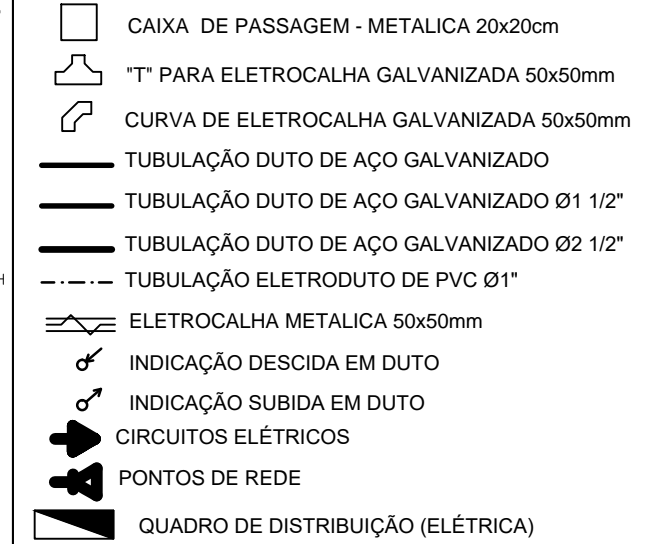 CAIXA DE PASSAGEM - METALICA 20x20cm
"T" PARA ELETROCALHA GALVANIZADA 50x50mm
CURVA DE ELETROCALHA GALVANIZADA 50x50mm
TUBULAÇÃO DUTO DE AÇO GALVANIZADO
TUBULAÇÃO DUTO DE AÇO GALVANIZADO Ø1 1/2"
TUBULAÇÃO DUTO DE AÇO GALVANIZADO Ø2 1/2"
TUBULAÇÃO ELETRODUTO DE PVC Ø1"
ELETROCALHA METALICA 50x50mm
INDICAÇÃO DESCIDA EM DUTO
INDICAÇÃO SUBIDA EM DUTO
CIRCUITOS ELÉTRICOS
PONTOS DE REDE
QUADRO DE DISTRIBUIÇÃO (ELÉTRICA)